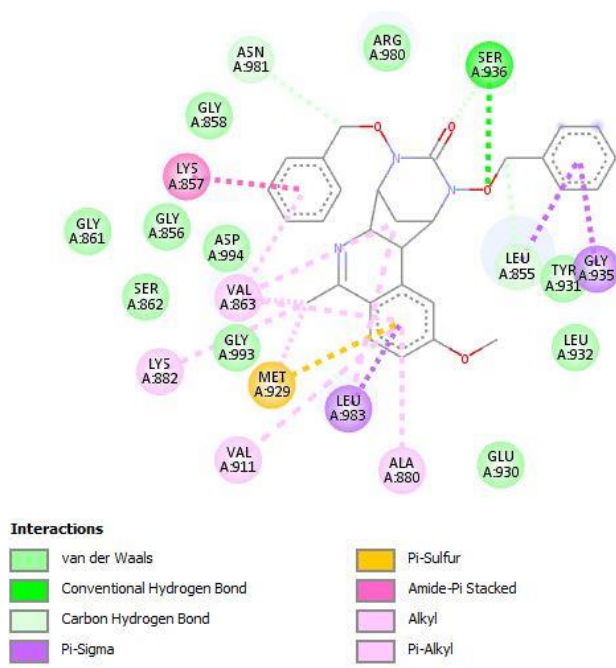 ASN
A:981
ARG
A:980
SER
A:936
GLY
A:858
O
O
O
N
N
LYS
A:857
GLY
A:861
GLY
A:856
ASP
A:994
N
LEU
A:855
TYR
A:931
GLY
A:935
SER
A:862
VAL
A:863
LYS
A:882
GLY
A:993
MET
A:929
LEU
A:983
O
LEU
A:932
VAL
A:911
ALA
A:880
GLU
A:930
Interactions
van der Waals
Conventional Hydrogen Bond
Carbon Hydrogen Bond
Pi-Sigma
Pi-Sulfur
Amide-Pi Stacked
Alkyl
Pi-Alkyl